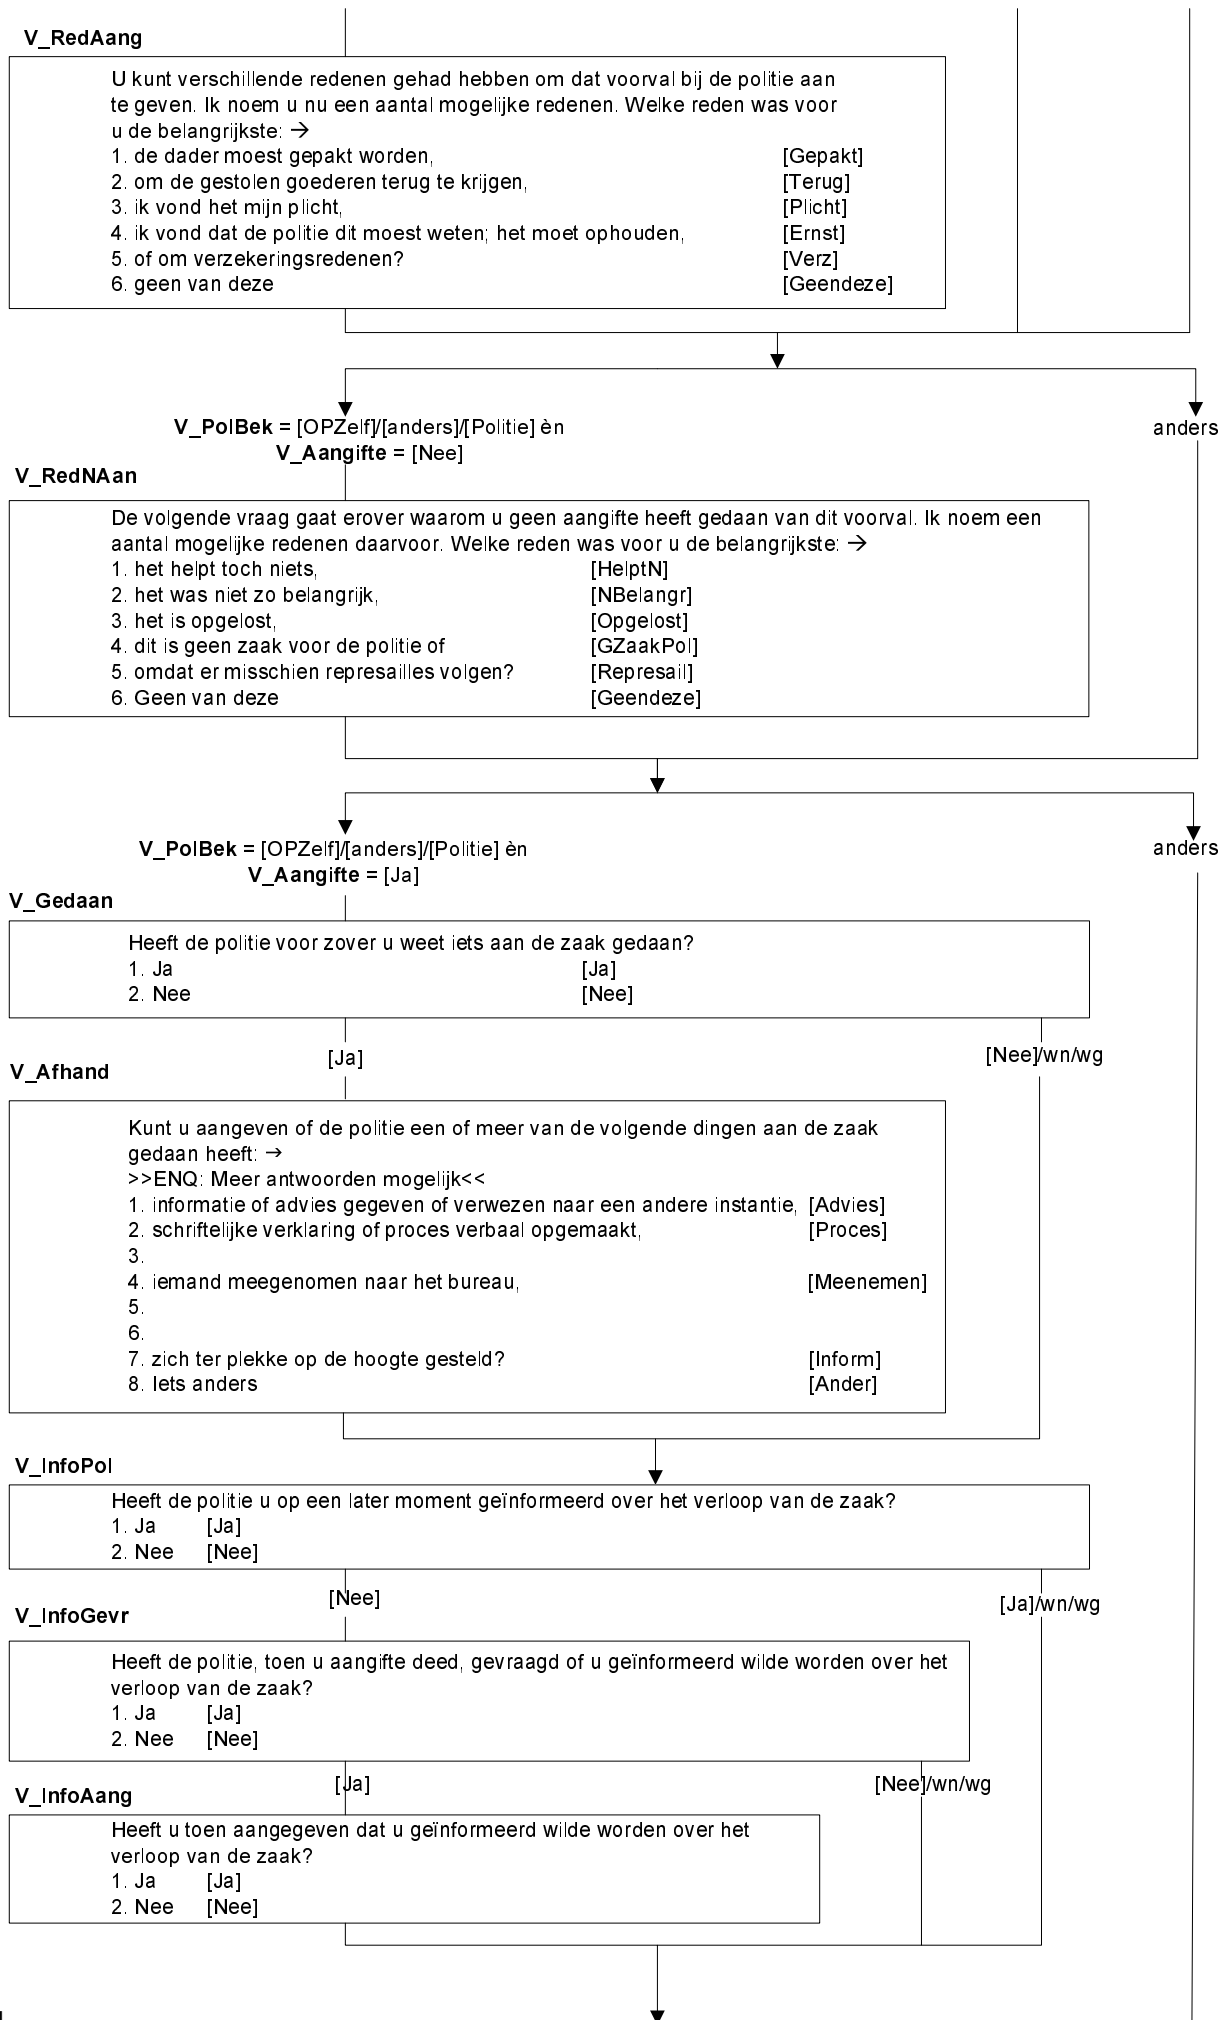 V_RedAang
U kunt verschillende redenen gehad hebben om dat voorval bij de politie aan
te geven. Ik noem u nu een aantal mogelijke redenen. Welke reden was voor
u de belangrijkste: →
1. de dader moest gepakt worden, [Gepakt]
2. om de gestolen goederen terug te krijgen, [Terug]
3. ik vond het mijn plicht, [Plicht]
4. ik vond dat de politie dit moest weten; het moet ophouden, [Ernst]
5. of om verzekeringsredenen? [Verz]
6. geen van deze [Geendeze]
V_PolBek = [OPZelf]/[anders]/[Politie] èn
V_Aangifte = [Nee]
anders
V_RedNAan
De volgende vraag gaat erover waarom u geen aangifte heeft gedaan van dit voorval. Ik noem een
aantal mogelijke redenen daarvoor. Welke reden was voor u de belangrijkste: →
1. het helpt toch niets, [HelptN]
2. het was niet zo belangrijk, [NBelangr]
3. het is opgelost, [Opgelost]
4. dit is geen zaak voor de politie of [GZaakPol]
5. omdat er misschien represailles volgen? [Represail]
6. Geen van deze [Geendeze]
V_PolBek = [OPZelf]/[anders]/[Politie] èn
V_Aangifte = [Ja]
anders
V_Gedaan
Heeft de politie voor zover u weet iets aan de zaak gedaan?
1. Ja [Ja]
2. Nee [Nee]
[Ja]
[Nee]/wn/wg
V_Afhand
Kunt u aangeven of de politie een of meer van de volgende dingen aan de zaak
gedaan heeft: →
>>ENQ: Meer antwoorden mogelijk<<
1. informatie of advies gegeven of verwezen naar een andere instantie, [Advies]
2. schriftelijke verklaring of proces verbaal opgemaakt, [Proces]
3.
4. iemand meegenomen naar het bureau, [Meenemen]
5.
6.
7. zich ter plekke op de hoogte gesteld? [Inform]
8. Iets anders [Ander]
V_InfoPol
Heeft de politie u op een later moment geïnformeerd over het verloop van de zaak?
1. Ja [Ja]
2. Nee [Nee]
[Nee]
[Ja]/wn/wg
V_InfoGevr
Heeft de politie, toen u aangifte deed, gevraagd of u geïnformeerd wilde worden over het
verloop van de zaak?
1. Ja [Ja]
2. Nee [Nee]
[Ja]
[Nee]/wn/wg
V_InfoAang
Heeft u toen aangegeven dat u geïnformeerd wilde worden over het
verloop van de zaak?
1. Ja [Ja]
2. Nee [Nee]